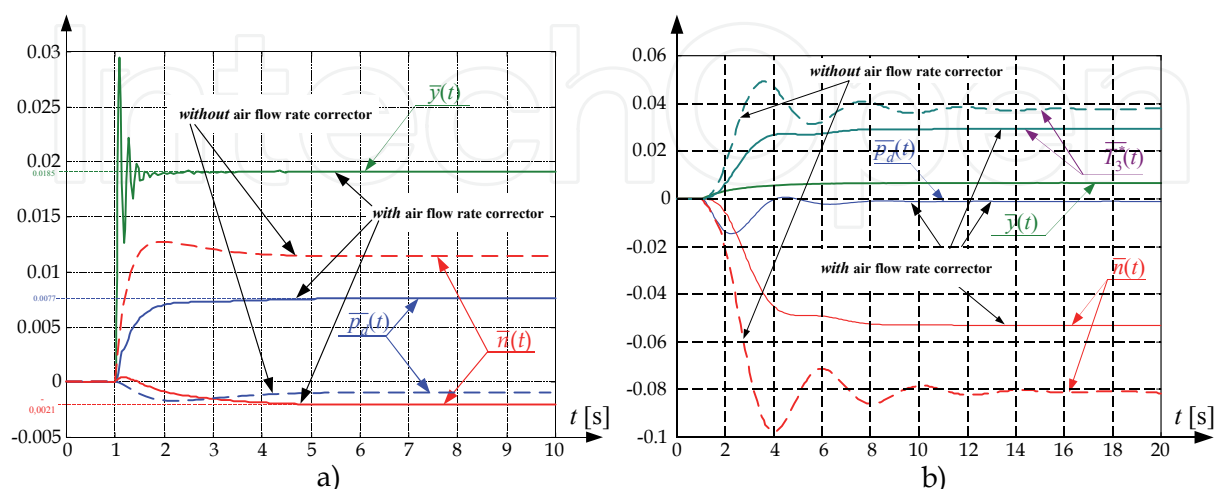 IntechOpen
0.03
0.025
0.02
0.0185
0.015
0.01
0.0077
0.005
0
-
0,0021
-0.005
without air flow rate corrector
y̅(t)
with air flow rate corrector
p̅d(t)
n̅(t)
0 1 2 3 4 5 6 7 8 9 10
t [s]
a)
0.06
0.04
0.02
0
-0.02
-0.04
-0.06
-0.08
-0.1
without air flow rate corrector
p̅d(t)
T̅3*(t)
y̅(t)
with air flow rate corrector
n̅(t)
0 2 4 6 8 10 12 14 16 18 20
t [s]
b)